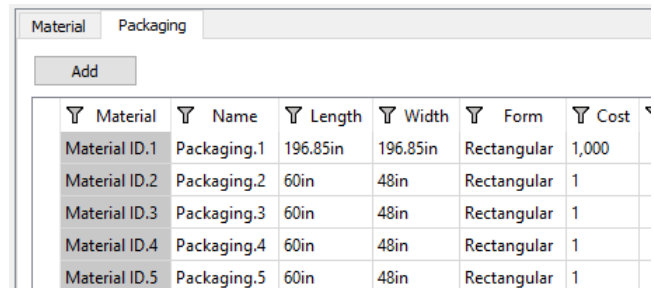 Material Packaging
Add
Material Name Length Width Form Cost
Material ID.1 Packaging.1 196.85in 196.85in Rectangular 1,000
Material ID.2 Packaging.2 60in 48in Rectangular 1
Material ID.3 Packaging.3 60in 48in Rectangular 1
Material ID.4 Packaging.4 60in 48in Rectangular 1
Material ID.5 Packaging.5 60in 48in Rectangular 1